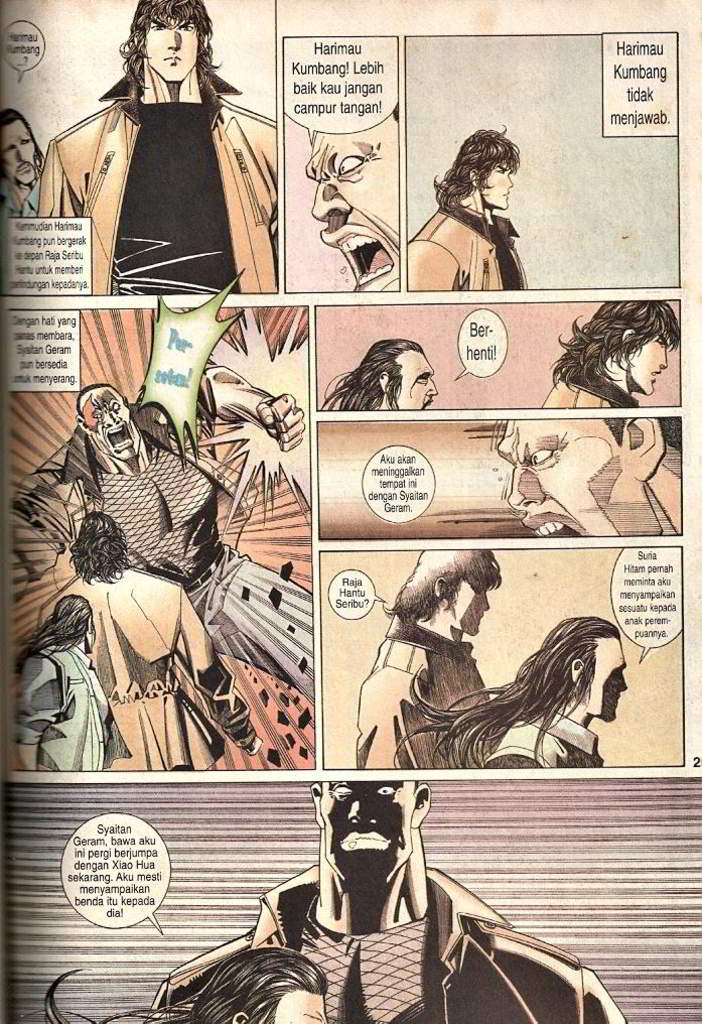 Harimau
Kumbang
...?
Kemmudian Harimau
Kumbang pun bergerak
ke depan Raja Seribu
Hantu untuk memberi
perlindungan kepadanya.
Harimau
Kumbang! Lebih
baik kau jangan
campur tangan!
Harimau
Kumbang
tidak
menjawab.
Dengan hati yang
panas membara,
Syaitan Geram
pun bersedia
untuk menyerang.
Per-
setan!
Ber-
henti!
Aku akan
meninggalkan
tempat ini
dengan Syaitan
Geram.
Raja
Hantu
Seribu?
Suria
Hitam pernah
meminta aku
menyampaikan
sesuatu kepada
anak perem-
puannya.
Syaitan
Geram, bawa aku
ini pergi berjumpa
dengan Xiao Hua
sekarang. Aku mesti
menyampaikan
benda itu kepada
dia!